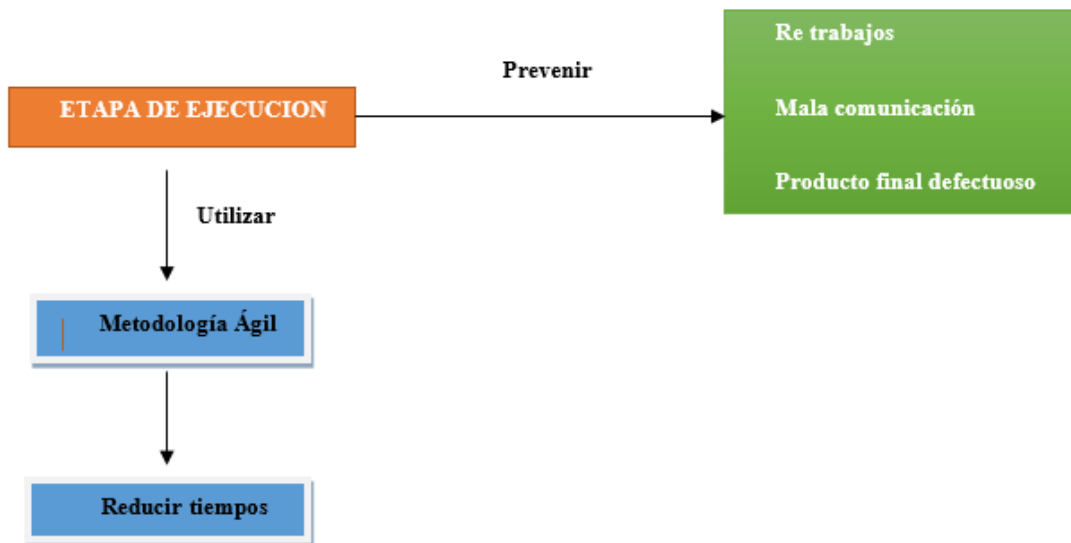 Re trabajos
Prevenir
ETAPA DE EJECUCION
Mala comunicación
Producto final defectuoso
Utilizar
Metodología Ágil
Reducir tiempos